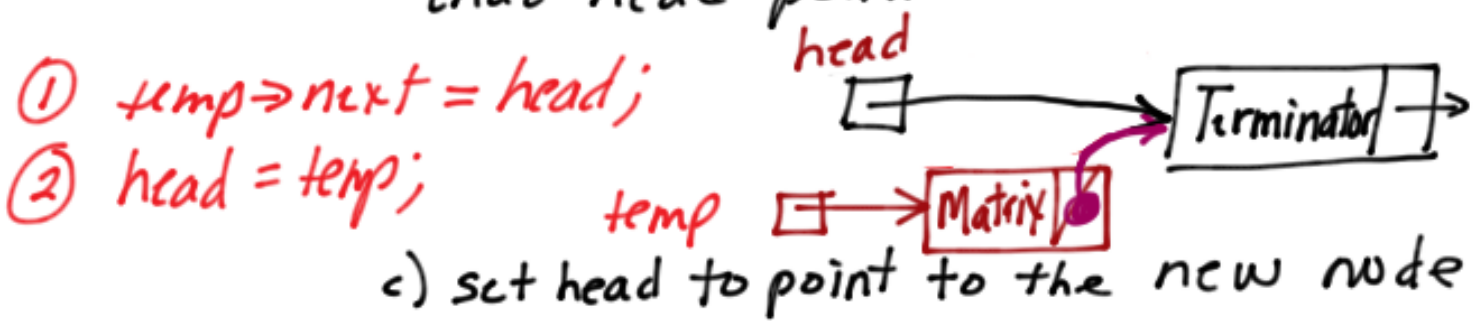 that
head
① temp→next = head;
Terminator
② head = temp;
temp
Matrix
c) set head to point to the new node